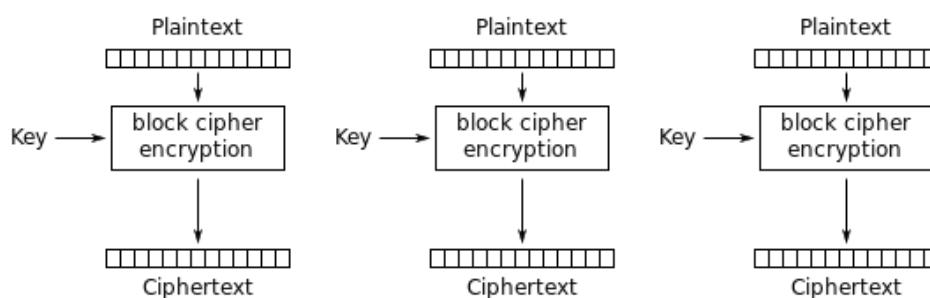 Plaintext Plaintext Plaintext
Key block cipher encryption Key block cipher encryption Key block cipher encryption
Ciphertext Ciphertext Ciphertext